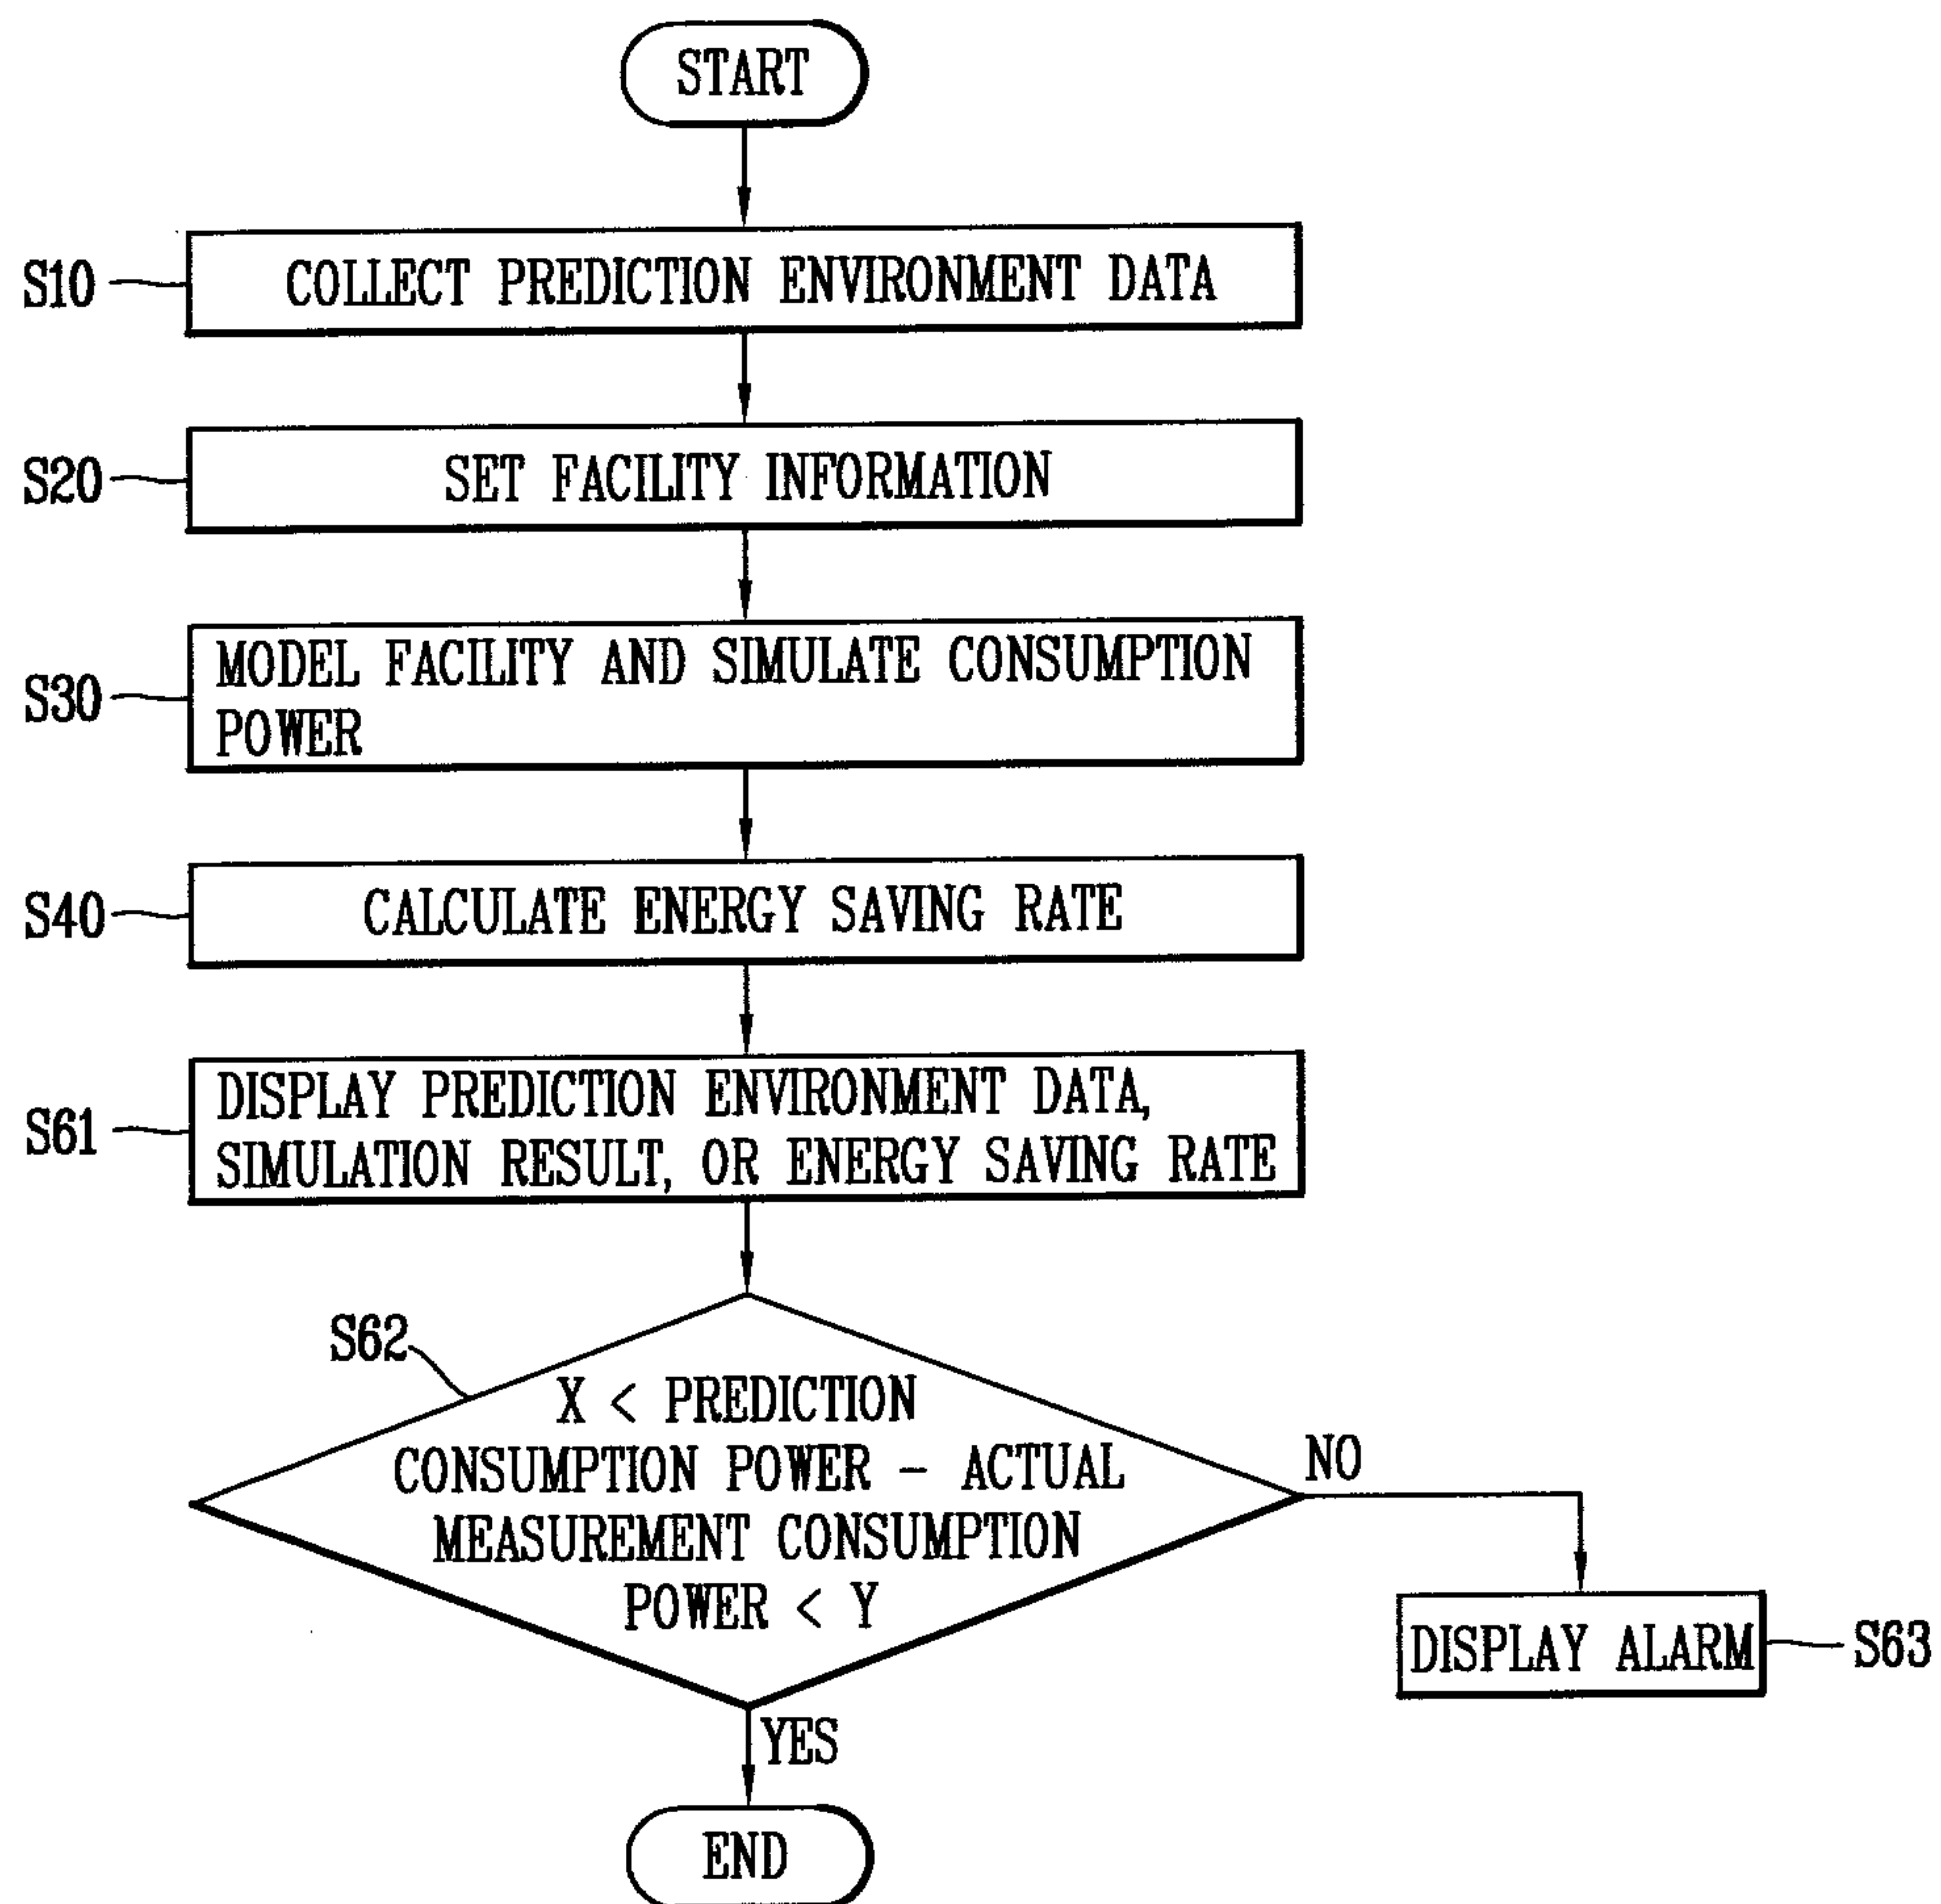 START
S10
COLLECT PREDICTION ENVIRONMENT DATA
S20
SET FACILITY INFORMATION
S30
MODEL FACILITY AND SIMULATE CONSUMPTION
POWER
S40
CALCULATE ENERGY SAVING RATE
S61
DISPLAY PREDICTION ENVIRONMENT DATA,
SIMULATION RESULT, OR ENERGY SAVING RATE
S62
X < PREDICTION
CONSUMPTION POWER - ACTUAL
MEASUREMENT CONSUMPTION
POWER < Y
NO
DISPLAY ALARM
S63
YES
END